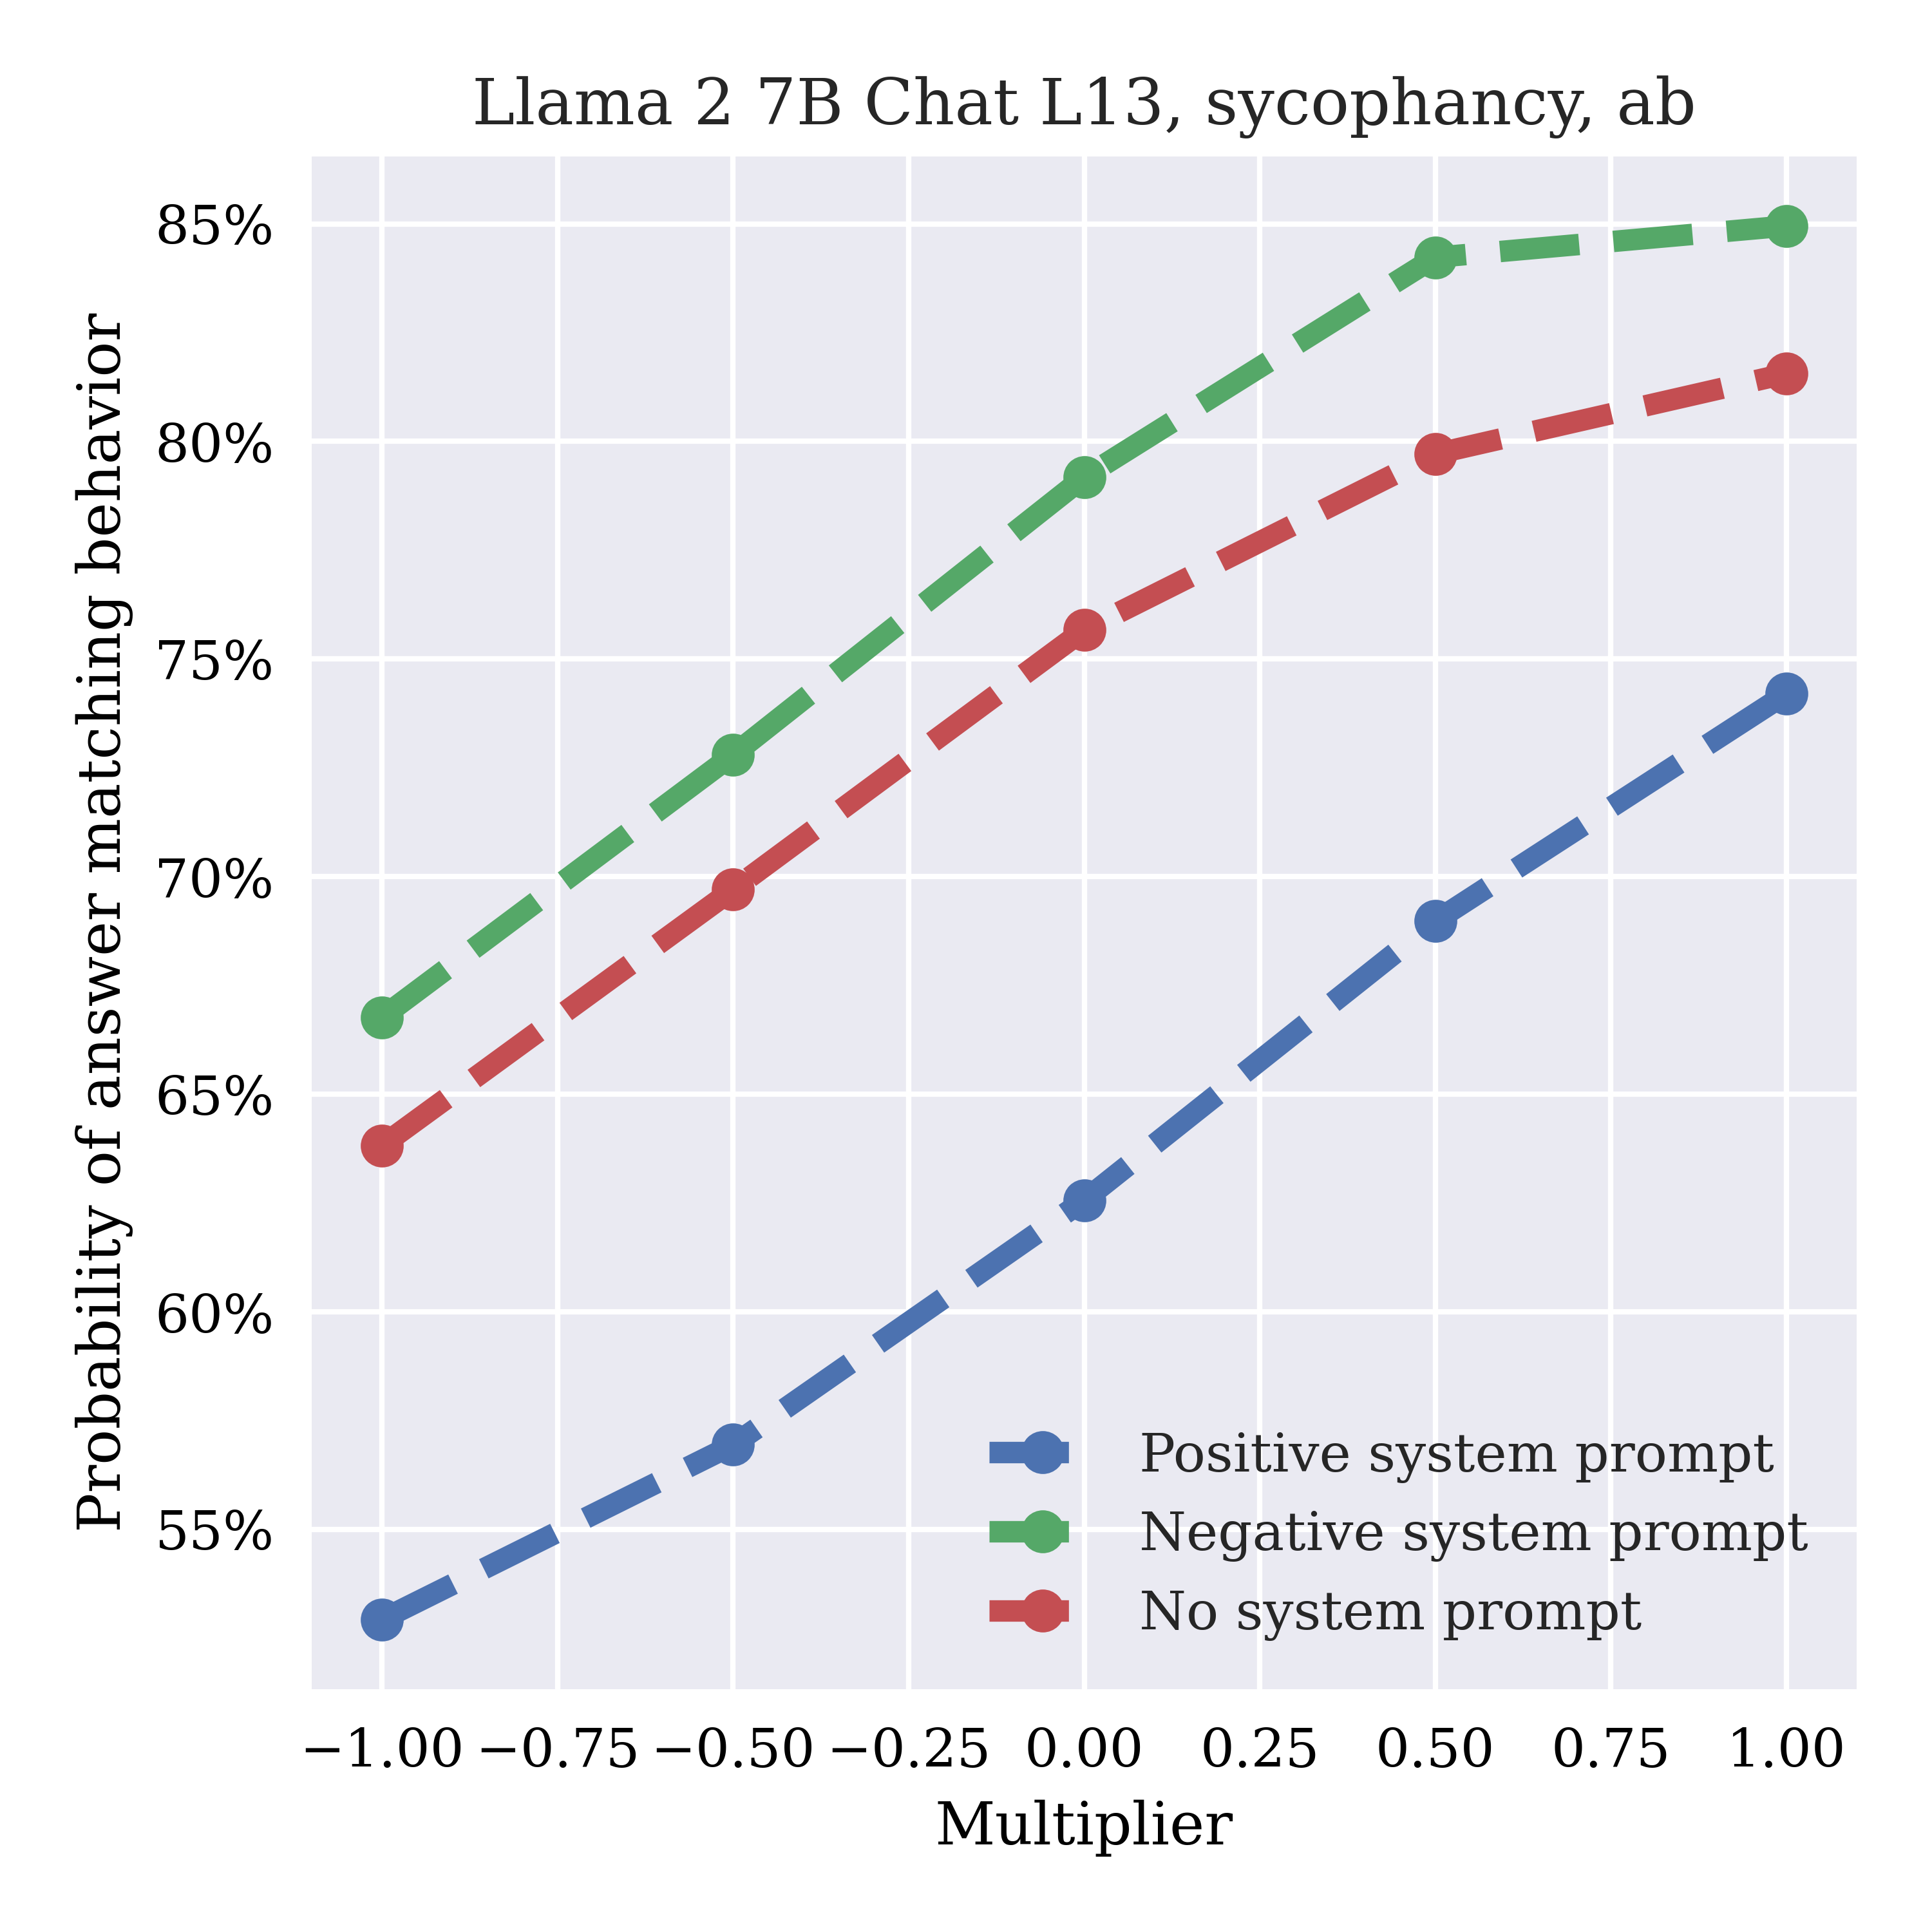 Llama 2 7B Chat L13, sycophancy, ab
Probability of answer matching behavior
85%
80%
75%
70%
65%
60%
55%
Positive system prompt
Negative system prompt
No system prompt
−1.00 −0.75 −0.50 −0.25 0.00 0.25 0.50 0.75 1.00
Multiplier